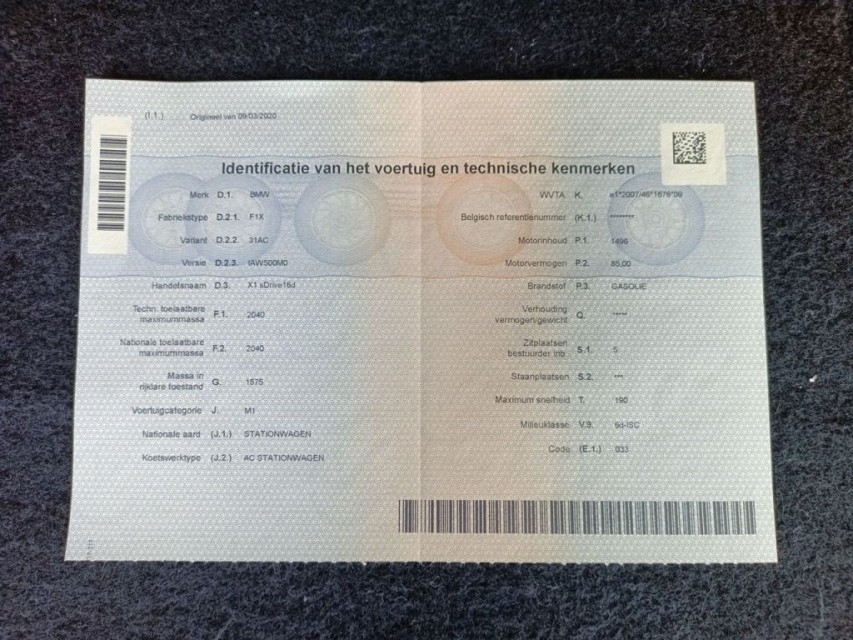 (I.1.) Origineel van 09/03/2020
Identificatie van het voertuig en technische kenmerken
Merk D.1. BMW
Fabriekstype D.2.1. F1X
Variant D.2.2. 31AC
Versie D.2.3. IAW500M0
Handelsnaam D.3. X1 sDrive16d
Techn. toelaatbare
maximummassa F.1. 2040
Nationale toelaatbare
maximummassa F.2. 2040
Massa in
rijklare toestand G. 1575
Voertuigcategorie J. M1
Nationale aard (J.1.) STATIONWAGEN
Koetswerktype (J.2.) AC STATIONWAGEN
WVTA K. e1*2007/46*1676*09
Belgisch referentienummer (K.1.) ********
Motorinhoud P.1. 1496
Motorvermogen P.2. 85,00
Brandstof P.3. GASOLIE
Verhouding
vermogen/gewicht Q. *****
Zitplaatsen
bestuurder inb. S.1. 5
Staanplaatsen S.2. ***
Maximum snelheid T. 190
Milieuklasse V.9. 6d-ISC
Code (E.1.) 033